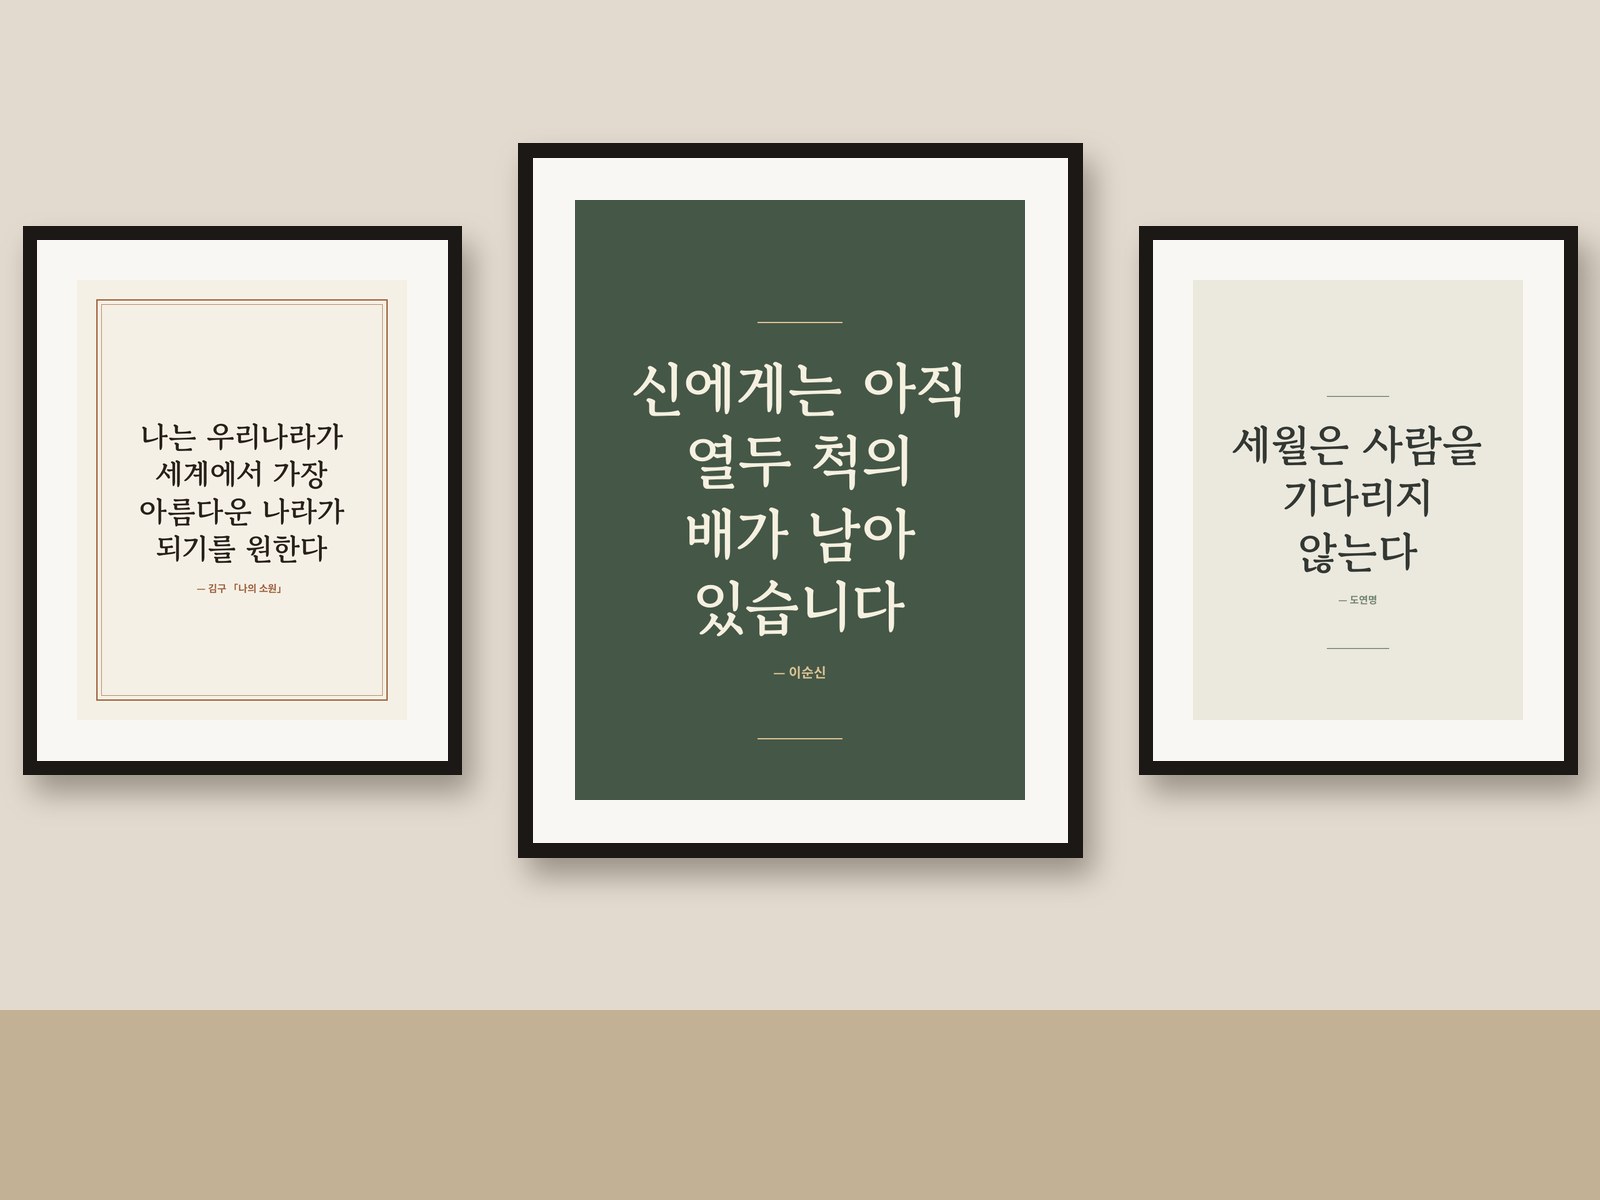 나는 우리나라가
세계에서 가장
아름다운 나라가
되기를 원한다
— 김구 「나의 소원」
신에게는 아직
열두 척의
배가 남아
있습니다
— 이순신
세월은 사람을
기다리지
않는다
— 도연명